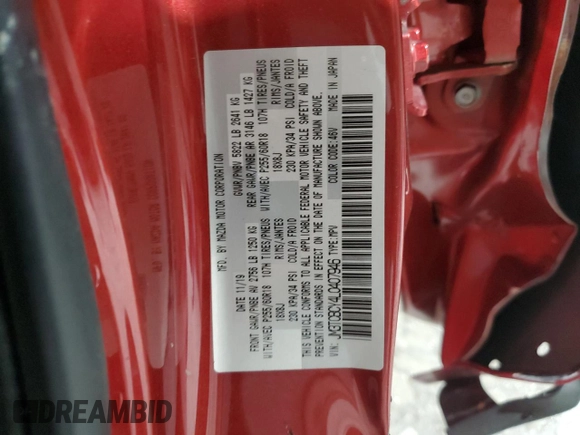 MFD. BY MAZDA MOTOR CORPORATION
DATE 11/19 GVWR/PNBV 5822 LB 2641 KG
FRONT GAWR/PNBE AV 2756 LB 1250 KG REAR GAWR/PNBE AR 3146 LB 1427 KG
WITH/AVEC P255/60R18 107H TIRES/PNEUS WITH/AVEC P255/60R18 107H TIRES/PNEUS
18X8J RIMS/JANTES 18X8J RIMS/JANTES
230 KPA/34 PSI COLD/A FROID 230 KPA/34 PSI COLD/A FROID
THIS VEHICLE CONFORMS TO ALL APPLICABLE FEDERAL MOTOR VEHICLE SAFETY AND THEFT
PREVENTION STANDARDS IN EFFECT ON THE DATE OF MANUFACTURE SHOWN ABOVE.
VIN: JM3TCBCY4L0407946 TYPE:MPV COLOR CODE:46V MADE IN JAPAN
DREAMBID